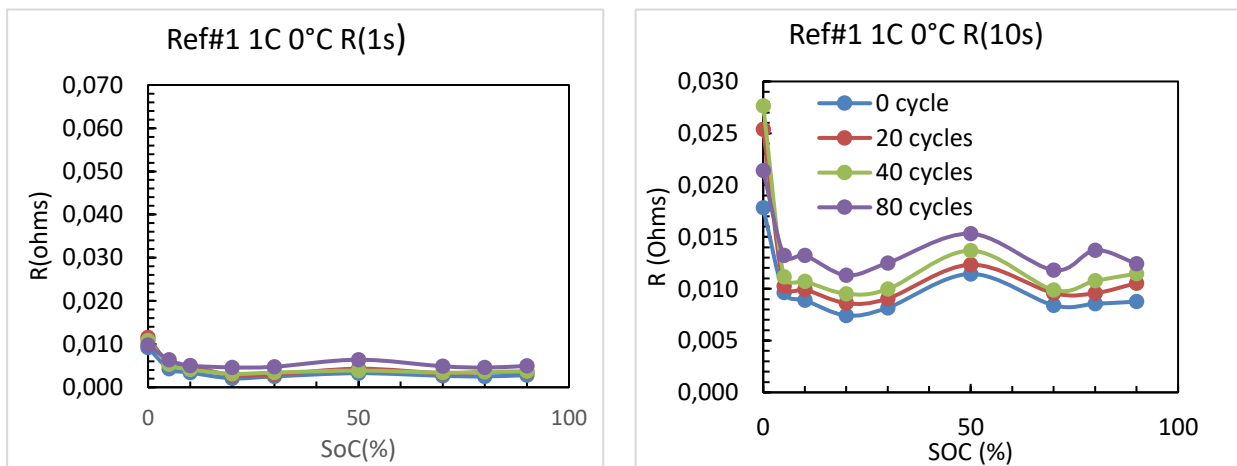 Ref#1 1C 0°C R(1s)
0,070
0,060
0,050
0,040
0,030
0,020
0,010
0,000
R(ohms)
0
50
100
SoC(%)
Ref#1 1C 0°C R(10s)
0,030
0,025
0,020
0,015
0,010
0,005
0,000
R (Ohms)
0 cycle
20 cycles
40 cycles
80 cycles
0
50
100
SOC (%)